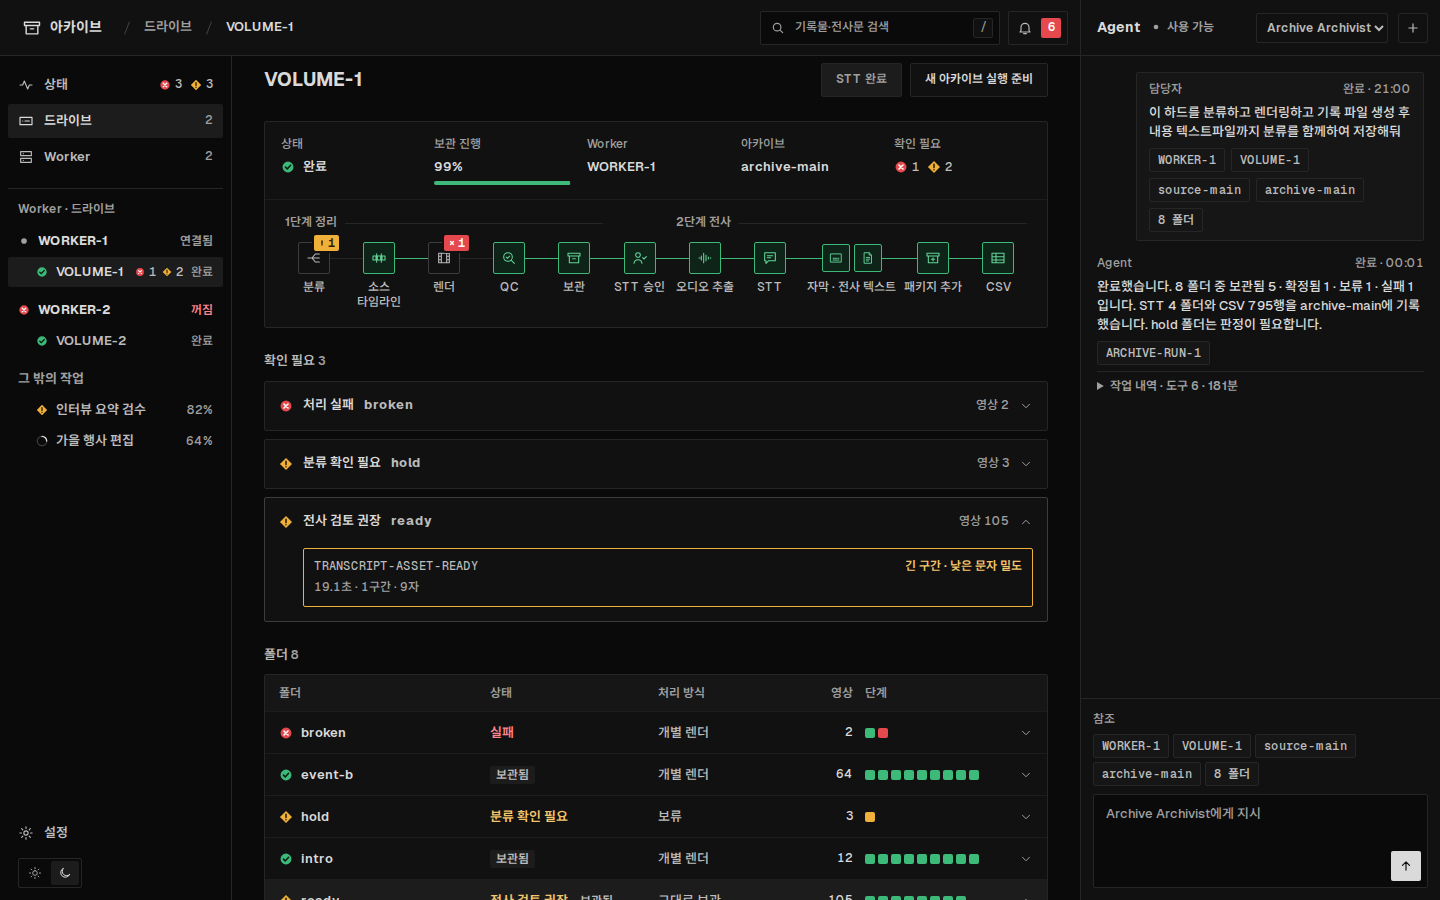 아카이브 / 드라이브 / VOLUME-1
기록물·전사문 검색 /
6
Agent 사용 가능
Archive Archivist
상태 3 3
드라이브 2
Worker 2
Worker · 드라이브
WORKER-1 연결됨
VOLUME-1 1 2 완료
WORKER-2 꺼짐
VOLUME-2 완료
그 밖의 작업
인터뷰 요약 검수 82%
가을 행사 편집 64%
설정
VOLUME-1
STT 완료
새 아카이브 실행 준비
상태 보관 진행 Worker 아카이브 확인 필요
완료 99% WORKER-1 archive-main 1 2
1단계 정리 2단계 전사
1 1
분류 소스 타임라인 렌더 QC 보관 STT 승인 오디오 추출 STT 자막 · 전사 텍스트 패키지 추가 CSV
확인 필요 3
처리 실패 broken 영상 2
분류 확인 필요 hold 영상 3
전사 검토 권장 ready 영상 105
TRANSCRIPT-ASSET-READY 긴 구간 · 낮은 문자 밀도
19.1초 · 1구간 · 9자
폴더 8
폴더 상태 처리 방식 영상 단계
broken 실패 개별 렌더 2
event-b 보관됨 개별 렌더 64
hold 분류 확인 필요 보류 3
intro 보관됨 개별 렌더 12
ready 전사 검토 권장 보관됨 그대로 보관 105
담당자 완료 · 21:00
이 하드를 분류하고 렌더링하고 기록 파일 생성 후
내용 텍스트파일까지 분류를 함께하여 저장해둬
WORKER-1 VOLUME-1
source-main archive-main
8 폴더
Agent 완료 · 00:01
완료했습니다. 8 폴더 중 보관됨 5 · 확정됨 1 · 보류 1 · 실패 1
입니다. STT 4 폴더와 CSV 795행을 archive-main에 기록
했습니다. hold 폴더는 판정이 필요합니다.
ARCHIVE-RUN-1
작업 내역 · 도구 6 · 181분
참조
WORKER-1 VOLUME-1 source-main
archive-main 8 폴더
Archive Archivist에게 지시